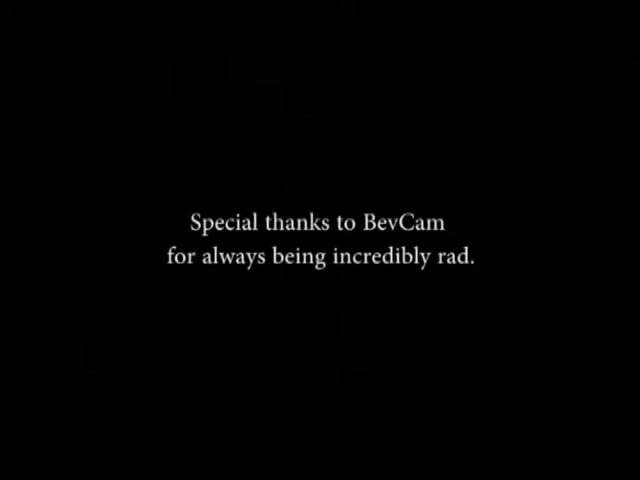 Special thanks to BevCam
for always being incredibly rad.